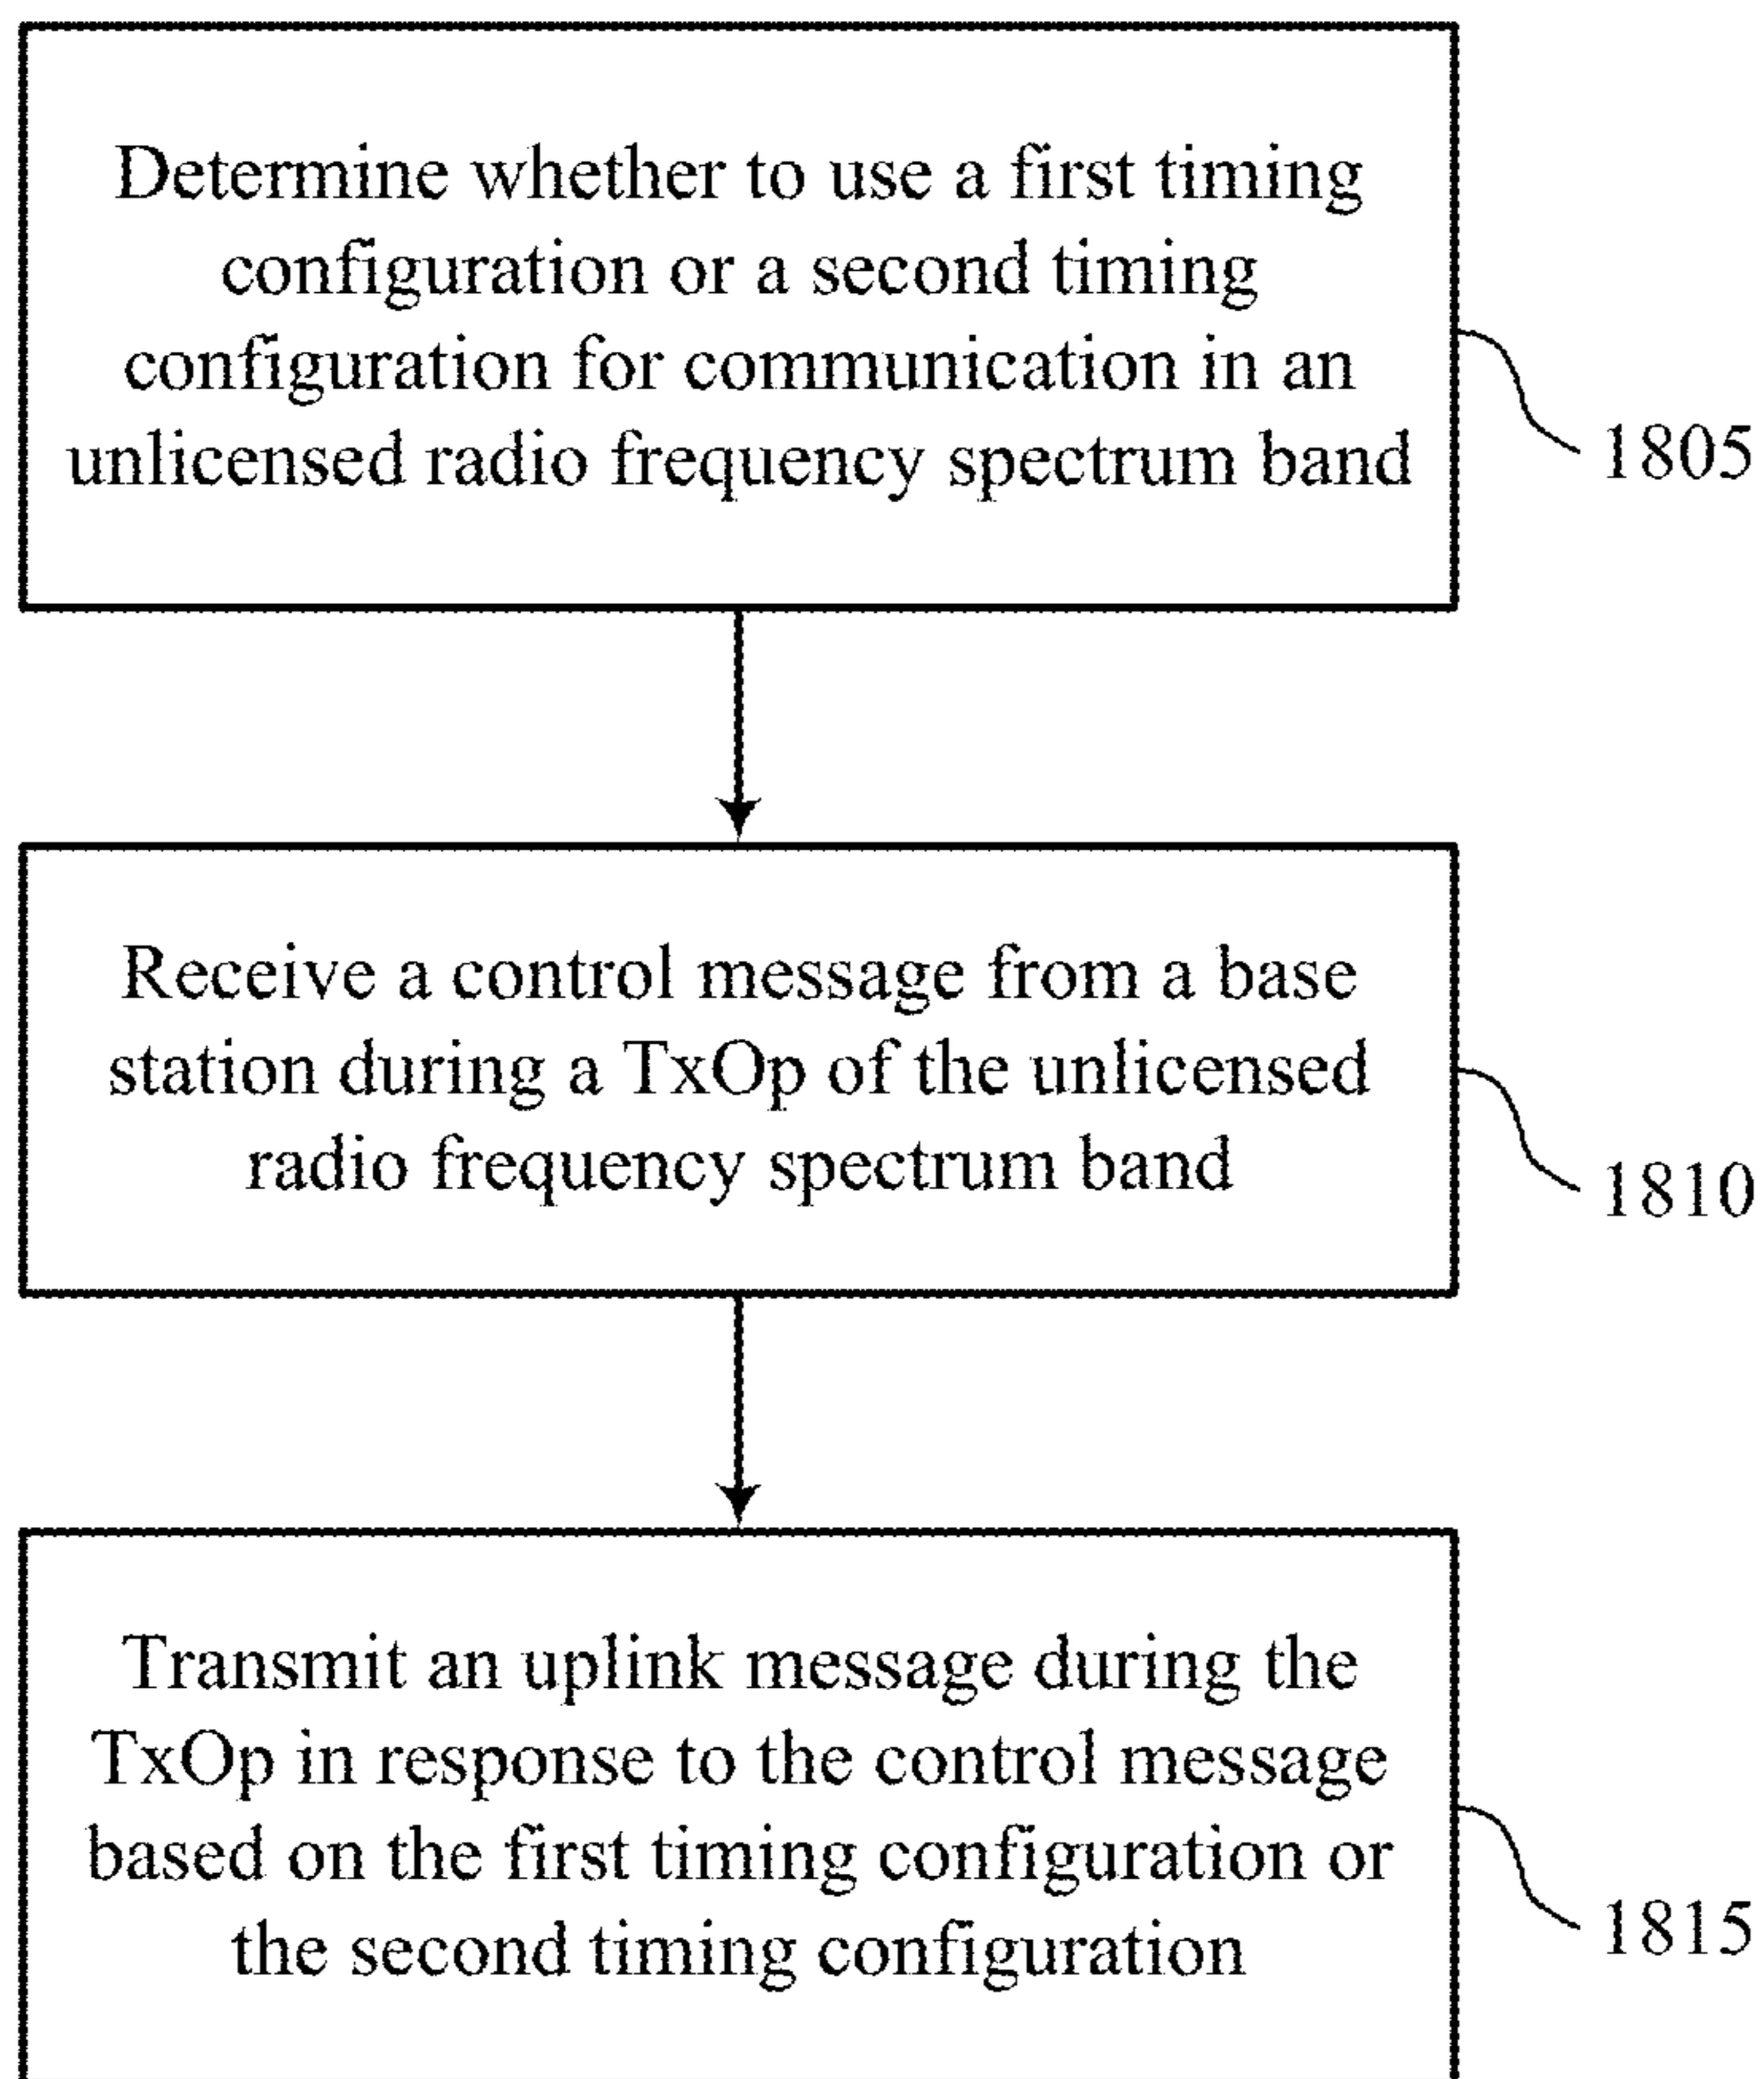 Determine whether to use a first timing
configuration or a second timing
configuration for communication in an
unlicensed radio frequency spectrum band
1805
Receive a control message from a base
station during a TxOp of the unlicensed
radio frequency spectrum band
1810
Transmit an uplink message during the
TxOp in response to the control message
based on the first timing configuration or
the second timing configuration
1815